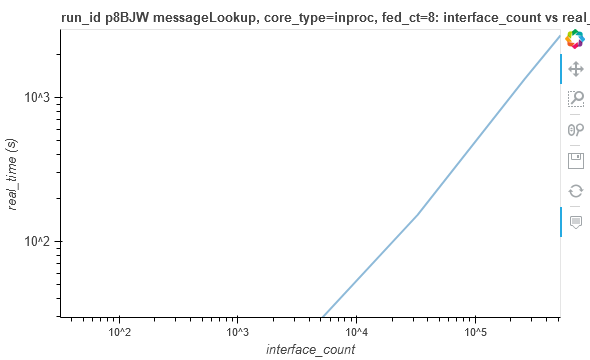 run_id p8BJW messageLookup, core_type=inproc, fed_ct=8: interface_count vs real_
10^3
10^2
real_time (s)
10^2 10^3 10^4 10^5
interface_count